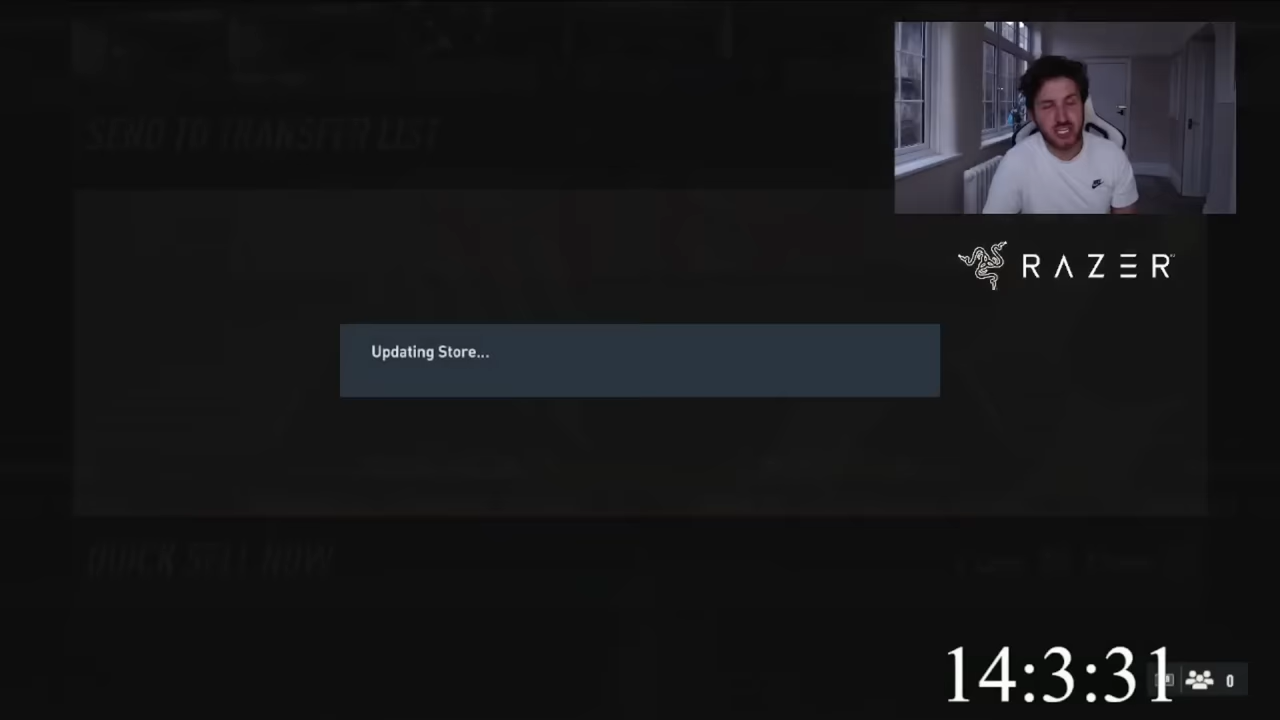 SEND TO TRANSFER LIST
RAZER
Updating Store...
QUICK SELL NOW
14:3:31
0